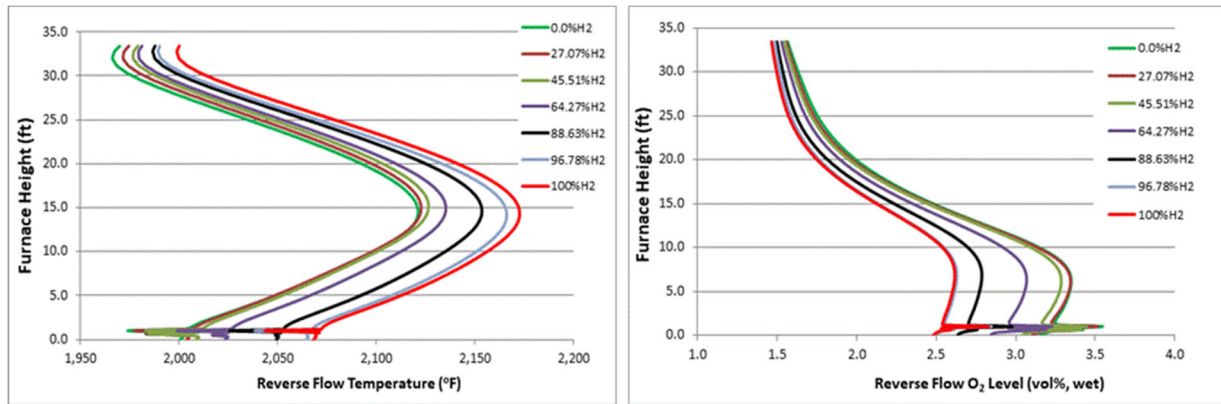 35.0
30.0
25.0
20.0
15.0
10.0
5.0
0.0
Furnace Height (ft)
1,950
2,000
2,050
2,100
2,150
2,200
Reverse Flow Temperature (ºF)
0.0%H2
27.07%H2
45.51%H2
64.27%H2
88.63%H2
96.78%H2
100%H2
35.0
30.0
25.0
20.0
15.0
10.0
5.0
0.0
Furnace Height (ft)
1.0
1.5
2.0
2.5
3.0
3.5
4.0
Reverse Flow O₂ Level (vol%, wet)
0.0%H2
27.07%H2
45.51%H2
64.27%H2
88.63%H2
96.78%H2
100%H2